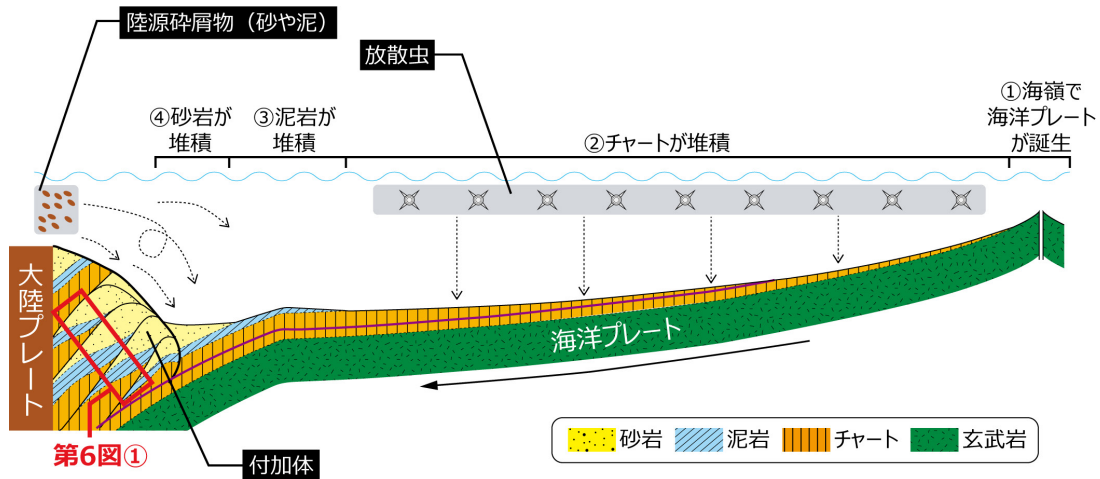 陸源砕屑物（砂や泥）
放散虫
④砂岩が
堆積
③泥岩が
堆積
②チャートが堆積
①海嶺で
海洋プレート
が誕生
大陸プレート
海洋プレート
第6図①
付加体
砂岩 泥岩 チャート 玄武岩